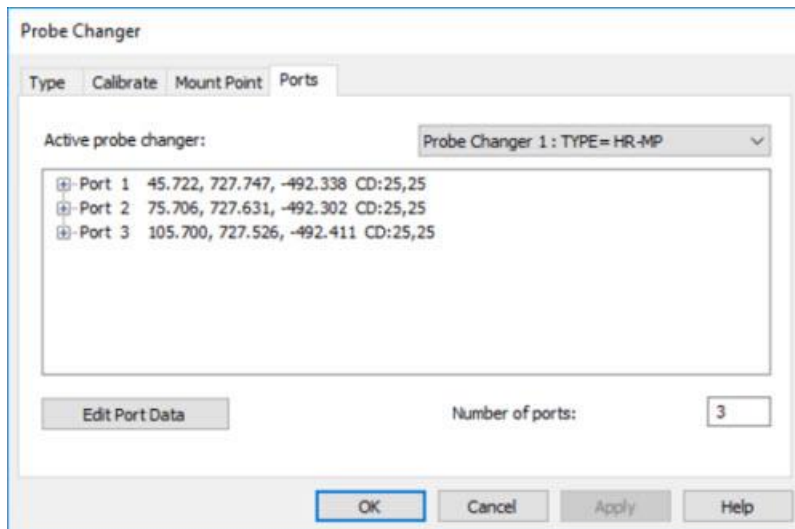 Probe Changer
Type Calibrate Mount Point Ports
Active probe changer: Probe Changer 1 : TYPE= HR-MP
Port 1 45.722, 727.747, -492.338 CD:25,25
Port 2 75.706, 727.631, -492.302 CD:25,25
Port 3 105.700, 727.526, -492.411 CD:25,25
Edit Port Data Number of ports: 3
OK Cancel Apply Help